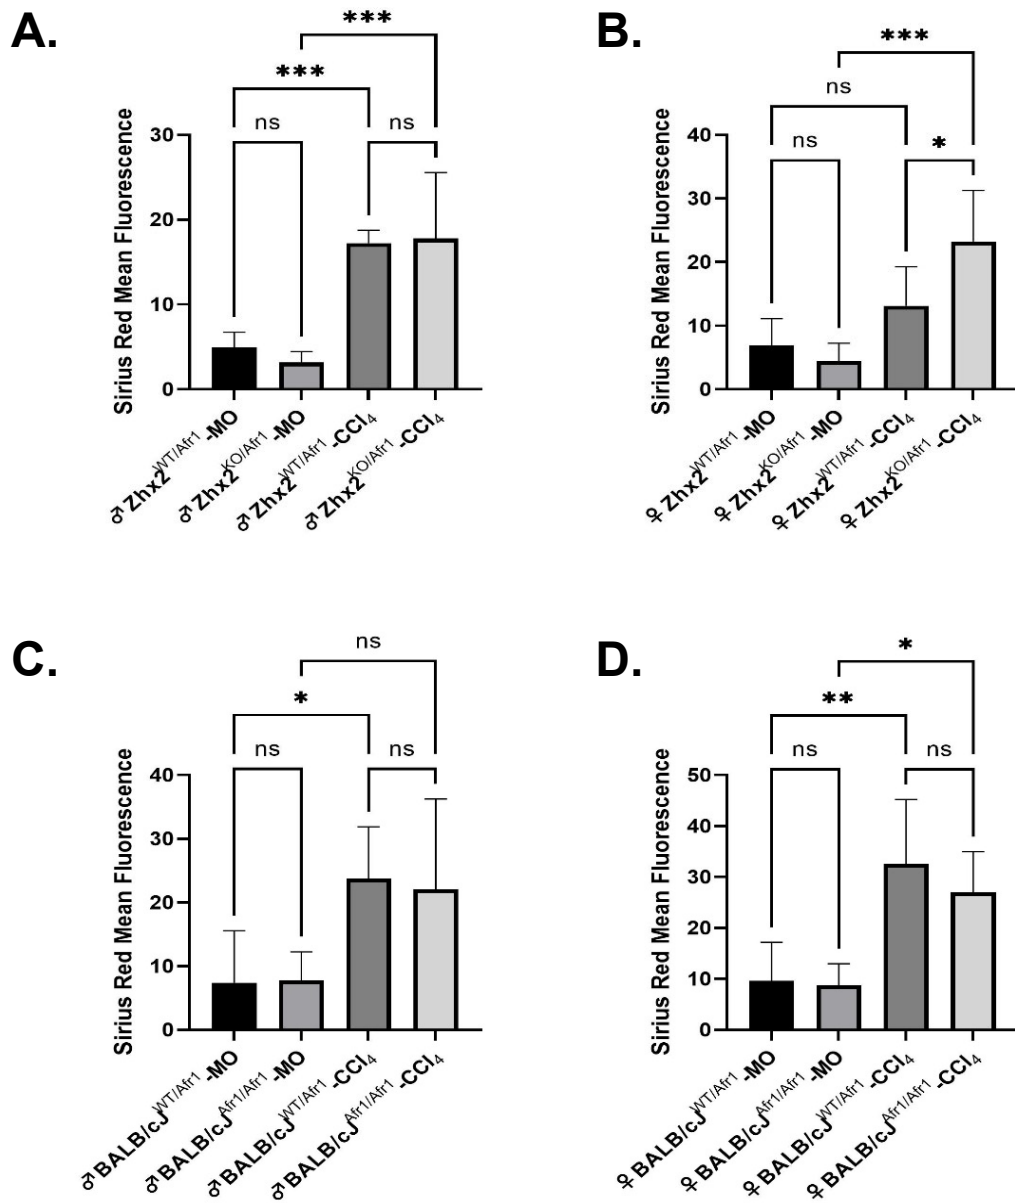 A.
***
***
ns
ns
Sirius Red Mean Fluorescence
30
20
10
0
♂Zhx2WT/Afr1-MO
♂Zhx2KO/Afr1-MO
♂Zhx2WT/Afr1-CCl4
♂Zhx2KO/Afr1-CCl4
B.
***
ns
ns
*
Sirius Red Mean Fluorescence
40
30
20
10
0
♀Zhx2WT/Afr1-MO
♀Zhx2KO/Afr1-MO
♀Zhx2WT/Afr1-CCl4
♀Zhx2KO/Afr1-CCl4
C.
ns
*
ns
ns
Sirius Red Mean Fluorescence
40
30
20
10
0
♂BALB/cJWT/Afr1-MO
♂BALB/cJAfr1/Afr1-MO
♂BALB/cJWT/Afr1-CCl4
♂BALB/cJAfr1/Afr1-CCl4
D.
*
**
ns
ns
Sirius Red Mean Fluorescence
50
40
30
20
10
0
♀BALB/cJWT/Afr1-MO
♀BALB/cJAfr1/Afr1-MO
♀BALB/cJWT/Afr1-CCl4
♀BALB/cJAfr1/Afr1-CCl4